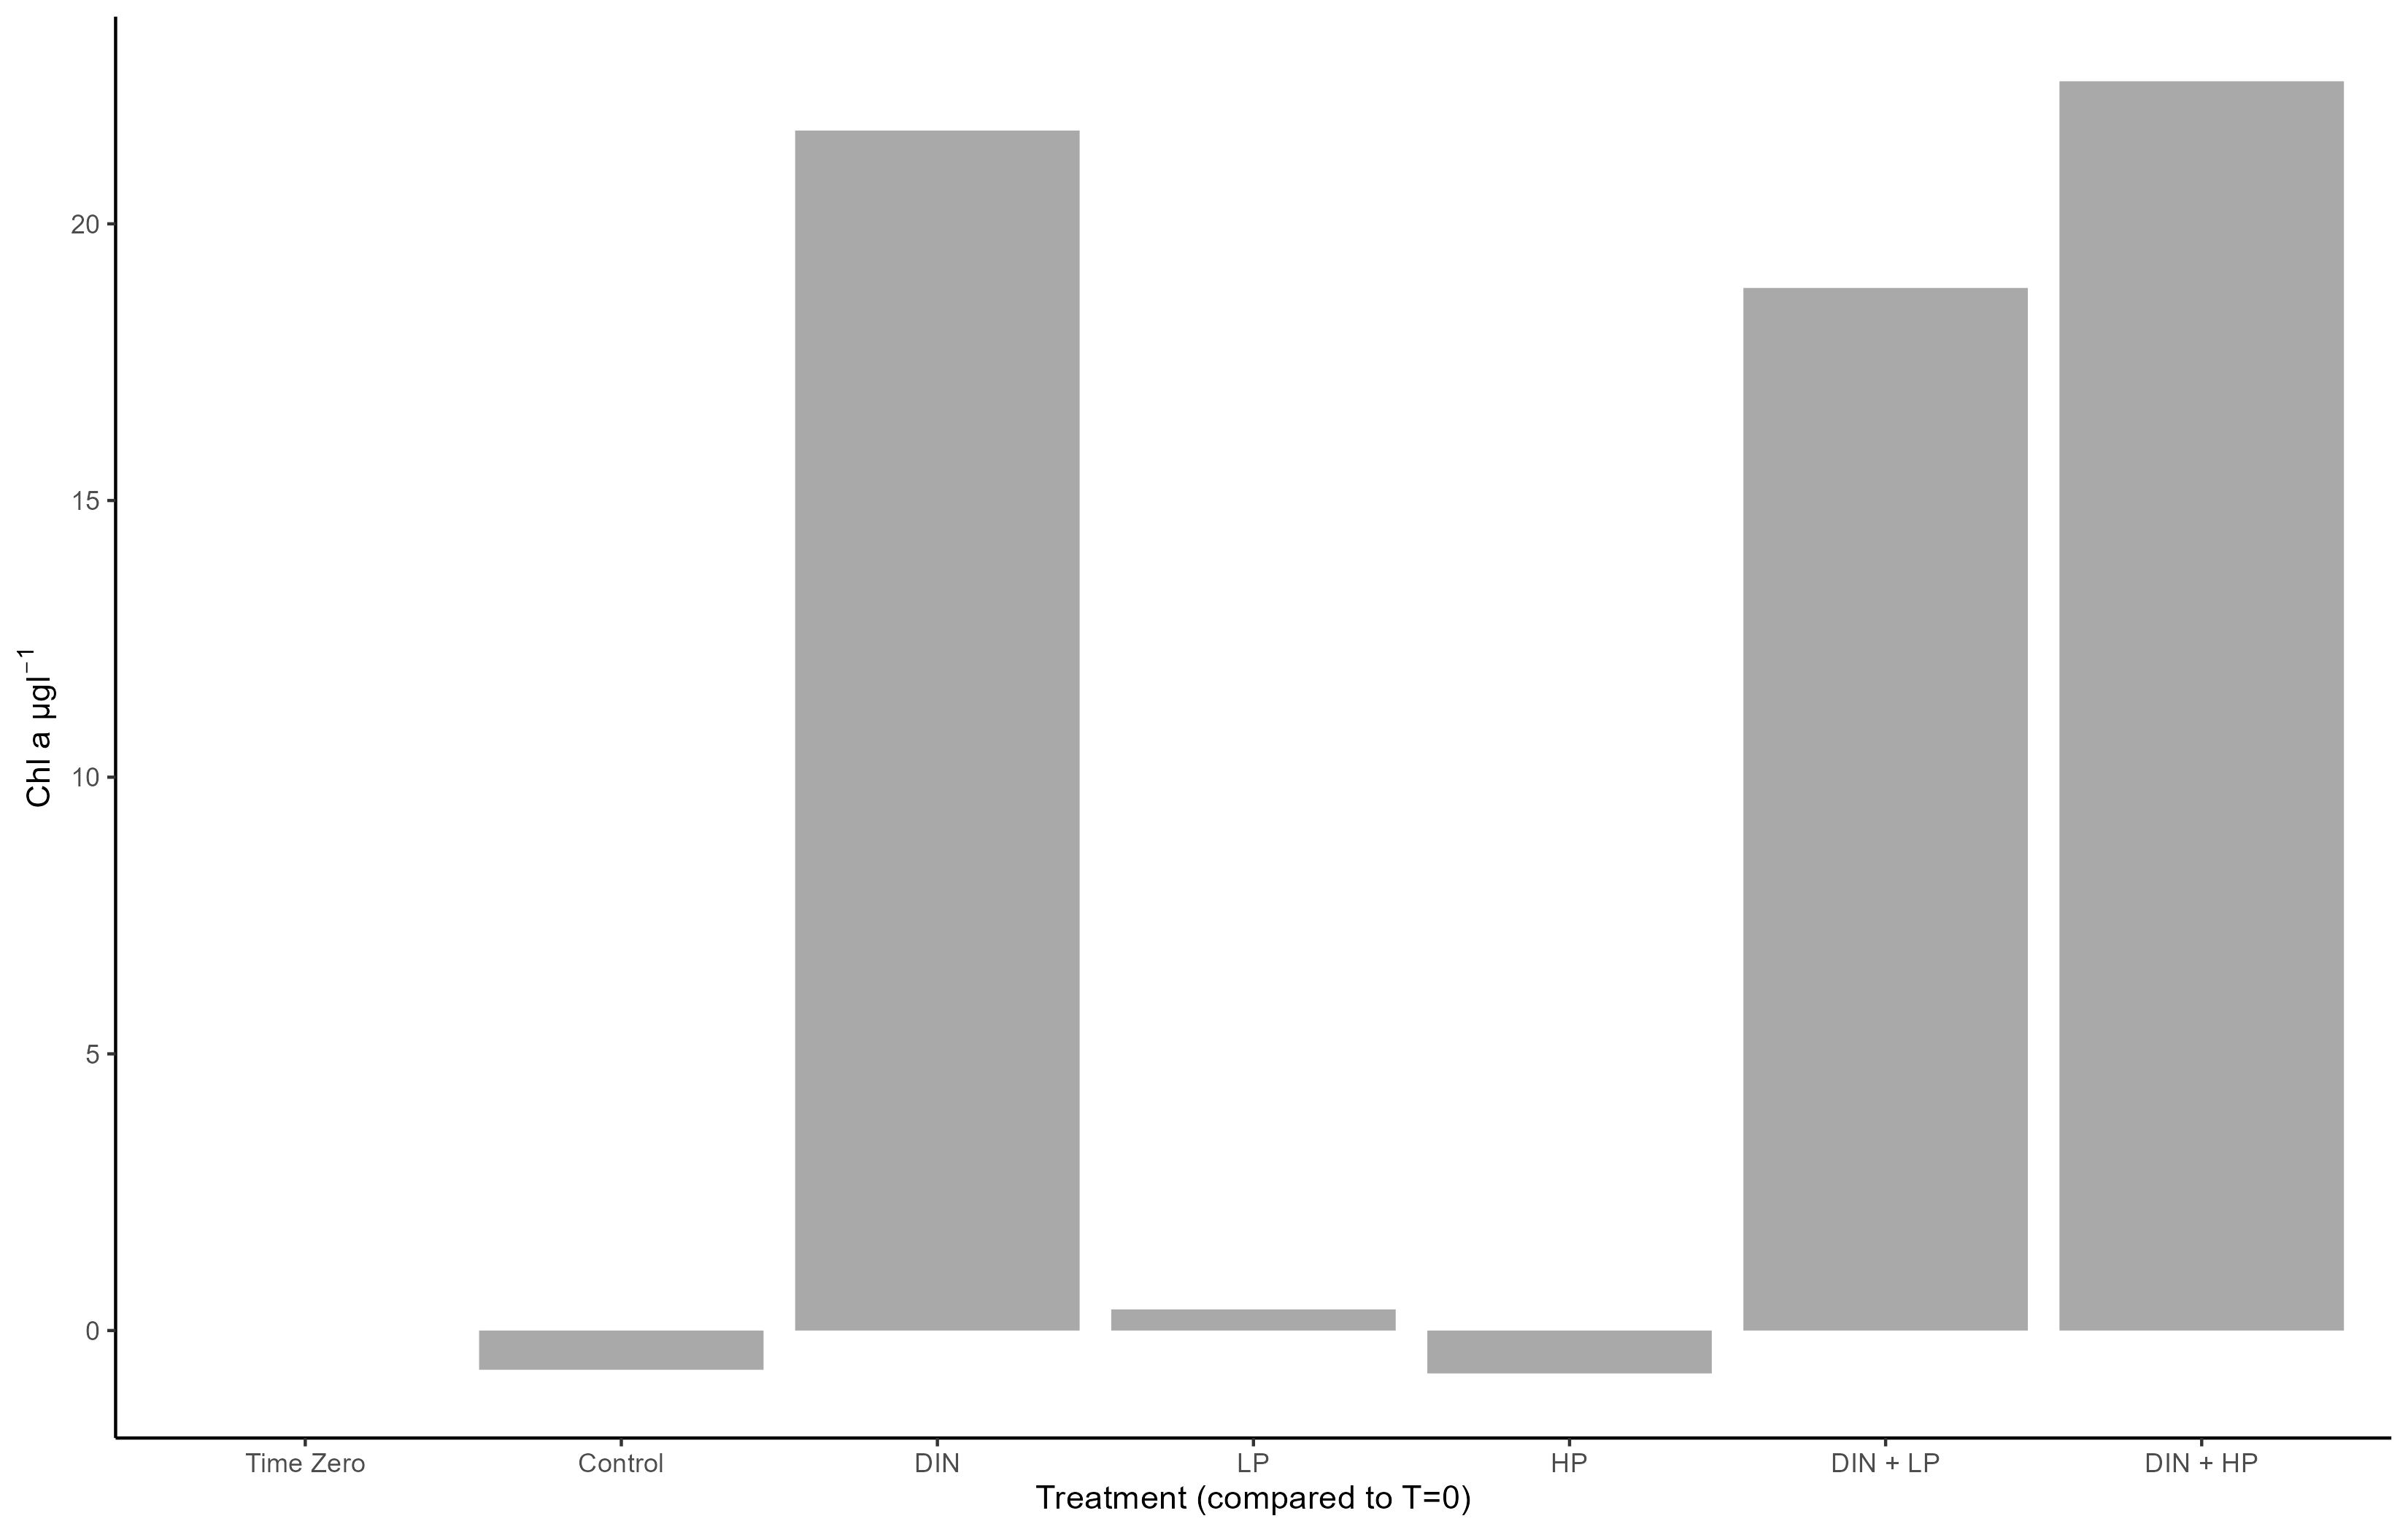 Chl a µgl⁻¹
20
15
10
5
0
Time Zero Control DIN LP HP DIN + LP DIN + HP
Treatment (compared to T=0)